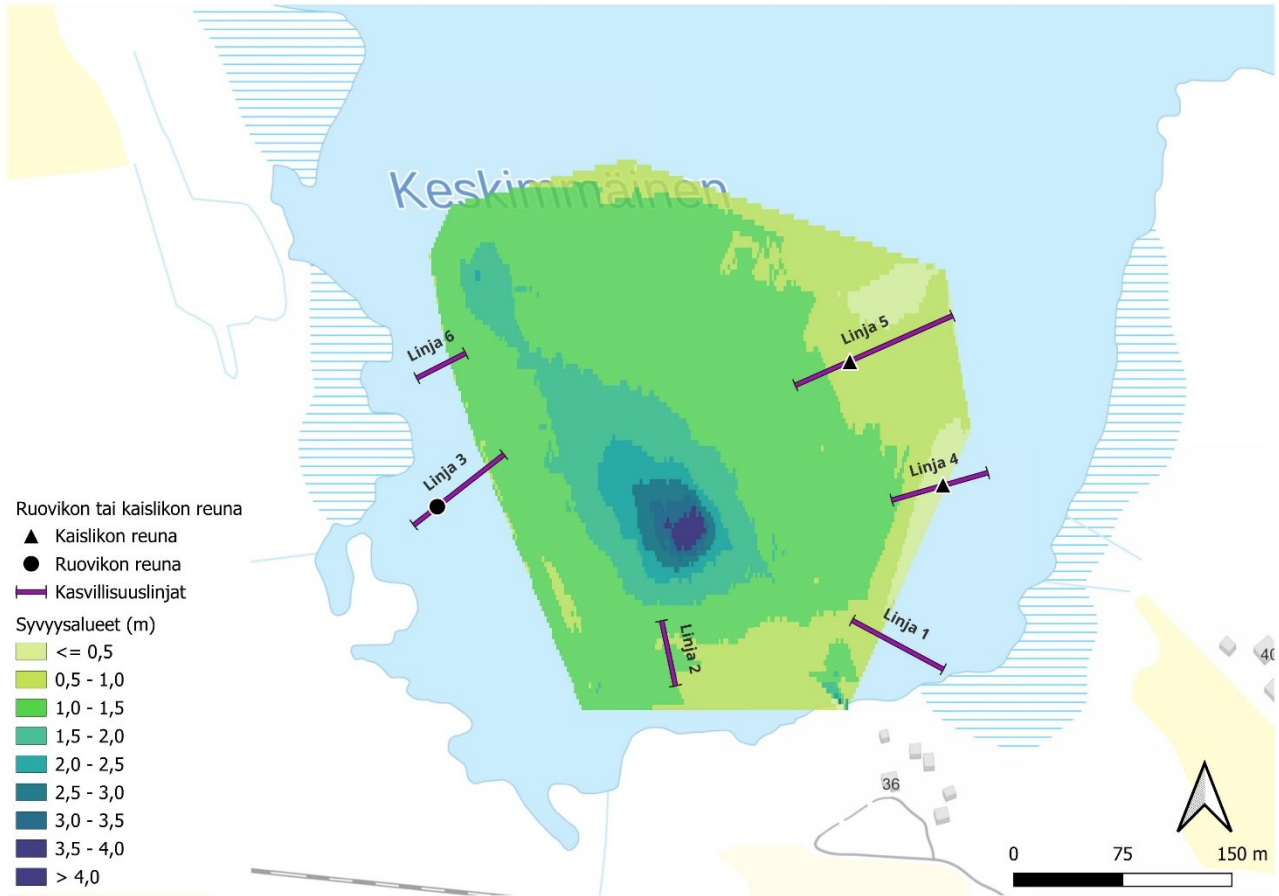 Keskimmäinen
Linja 5
Linja 6
Linja 3
Linja 4
Linja 1
Linja 2
Ruovikon tai kaislikon reuna
Kaislikon reuna
Ruovikon reuna
Kasvillisuuslinjat
Syvyysalueet (m)
<= 0,5
0,5 - 1,0
1,0 - 1,5
1,5 - 2,0
2,0 - 2,5
2,5 - 3,0
3,0 - 3,5
3,5 - 4,0
> 4,0
40
36
0 75 150 m